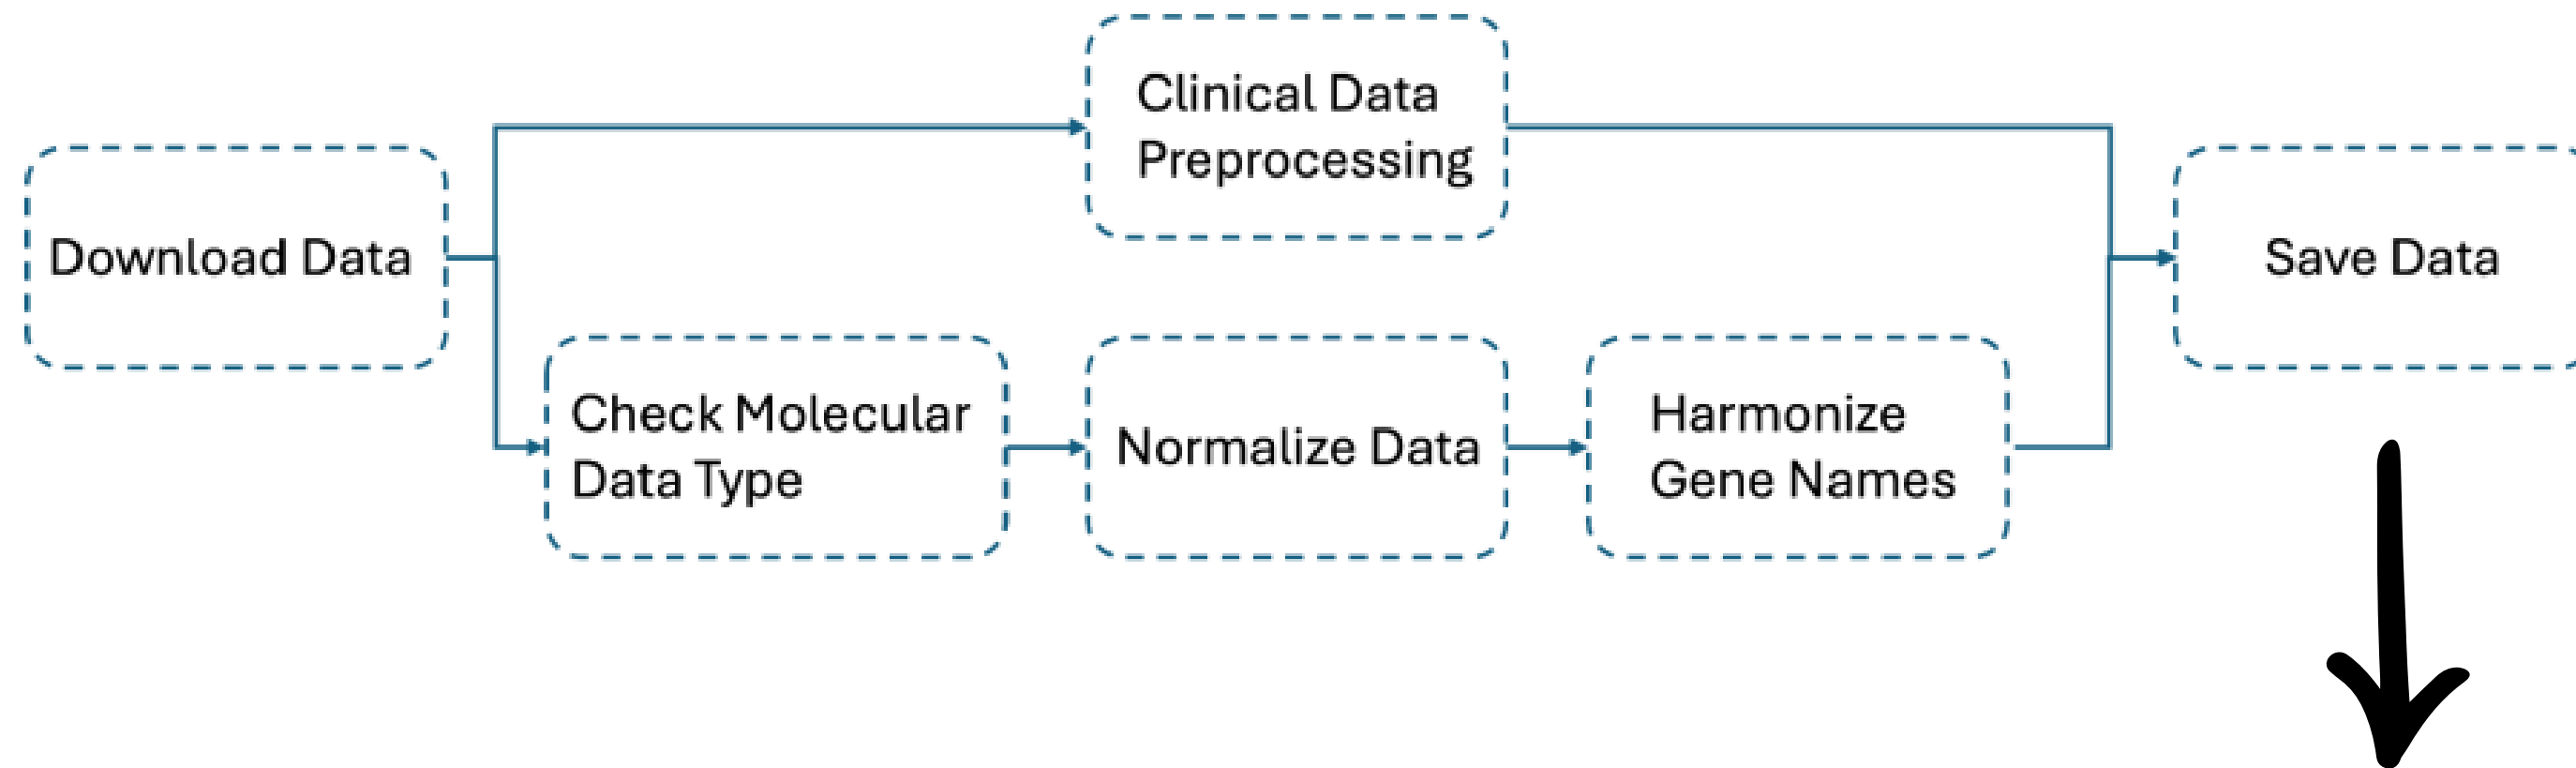 Download Data
Clinical Data
Preprocessing
Check Molecular
Data Type
Normalize Data
Harmonize
Gene Names
Save Data